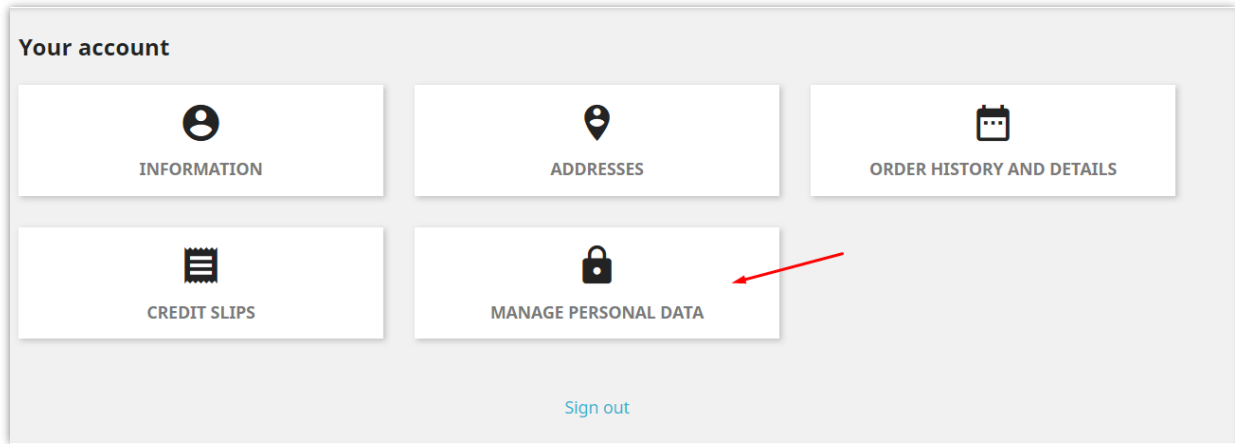 Your account
INFORMATION
ADDRESSES
ORDER HISTORY AND DETAILS
CREDIT SLIPS
MANAGE PERSONAL DATA
Sign out